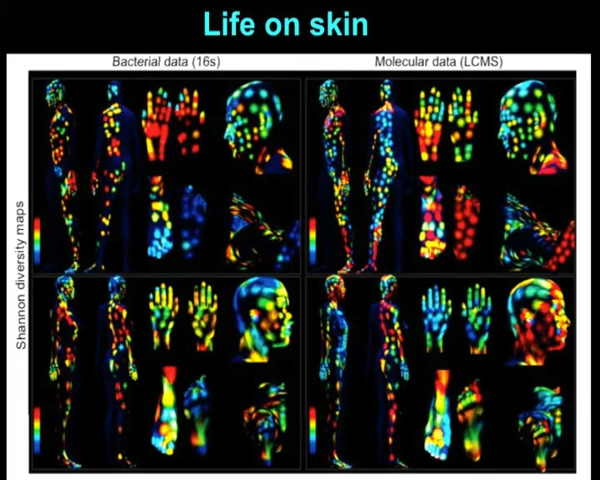 Life on skin
Bacterial data (16s)
Molecular data (LCMS)
Shannon diversity maps